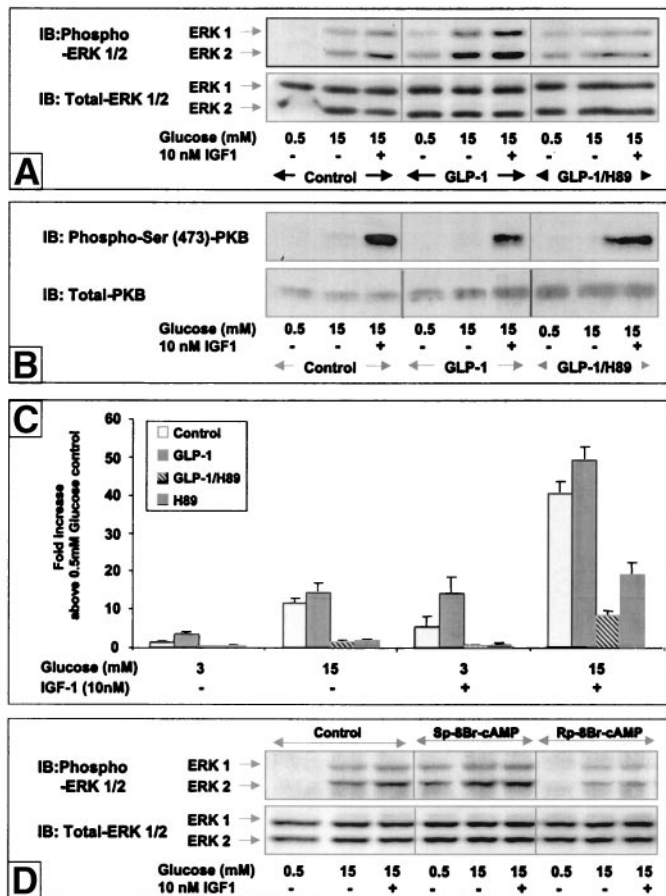 IB:Phospho
-ERK 1/2
ERK 1
ERK 2
IB: Total-ERK 1/2
ERK 1
ERK 2
Glucose (mM) 0.5 15 15 0.5 15 15 0.5 15 15
10 nM IGF1 - - + - - + - - +
Control GLP-1 GLP-1/H89
A
IB: Phospho-Ser (473)-PKB
IB: Total-PKB
Glucose (mM) 0.5 15 15 0.5 15 15 0.5 15 15
10 nM IGF1 - - + - - + - - +
Control GLP-1 GLP-1/H89
B
C
Fold Increase
above 0.5mM Glucose control
60
50
40
30
20
10
0
Control
GLP-1
GLP-1/H89
H89
Glucose (mM) 3 15 3 15
IGF-1 (10nM) - - + +
Control Sp-8Br-cAMP Rp-8Br-cAMP
IB:Phospho
-ERK 1/2
ERK 1
ERK 2
IB: Total-ERK 1/2
ERK 1
ERK 2
Glucose (mM) 0.5 15 15 0.5 15 15 0.5 15 15
10 nM IGF1 - - + - - + - - +
D